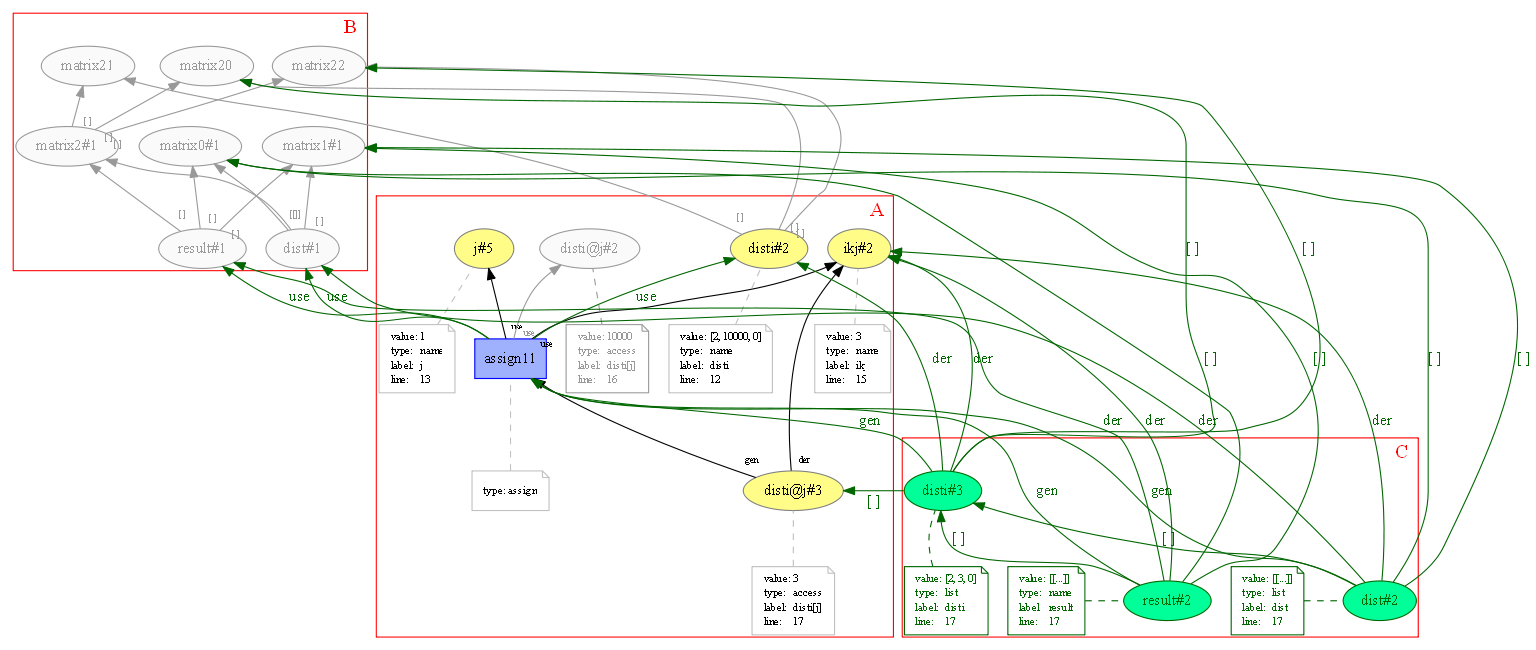 B
matrix21
matrix20
matrix22
[ ]
[ ]
[ ]
matrix2#1
matrix0#1
matrix1#1
[ ]
[ ]
[ ]
[[]]
[ ]
result#1
dist#1
A
j#5
disti@j#2
disti#2
ikj#2
[ ]
[ ]
[ ]
[ ]
[ ]
use
use
use
use
use
use
value: 1
type: name
label: j
line: 13
assign11
value: 10000
type: access
label: disti[j]
line: 16
value: [2, 10000, 0]
type: name
label: disti
line: 12
value: 3
type: name
label: ikj
line: 15
der
der
[ ]
[ ]
[ ]
[ ]
gen
der
der
der
der
C
gen
der
type: assign
disti@j#3
[ ]
disti#3
gen
gen
[ ]
[ ]
value: 3
type: access
label: disti[j]
line: 17
value: [2, 3, 0]
type: list
label: disti
line: 17
value: [[...]]
type: name
label: result
line: 17
result#2
value: [[...]]
type: list
label: dist
line: 17
dist#2